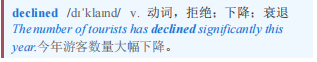 declined /dɪˈklaɪnd/ v. 动词，拒绝；下降；衰退
The number of tourists has declined significantly this
year.今年游客数量大幅下降。